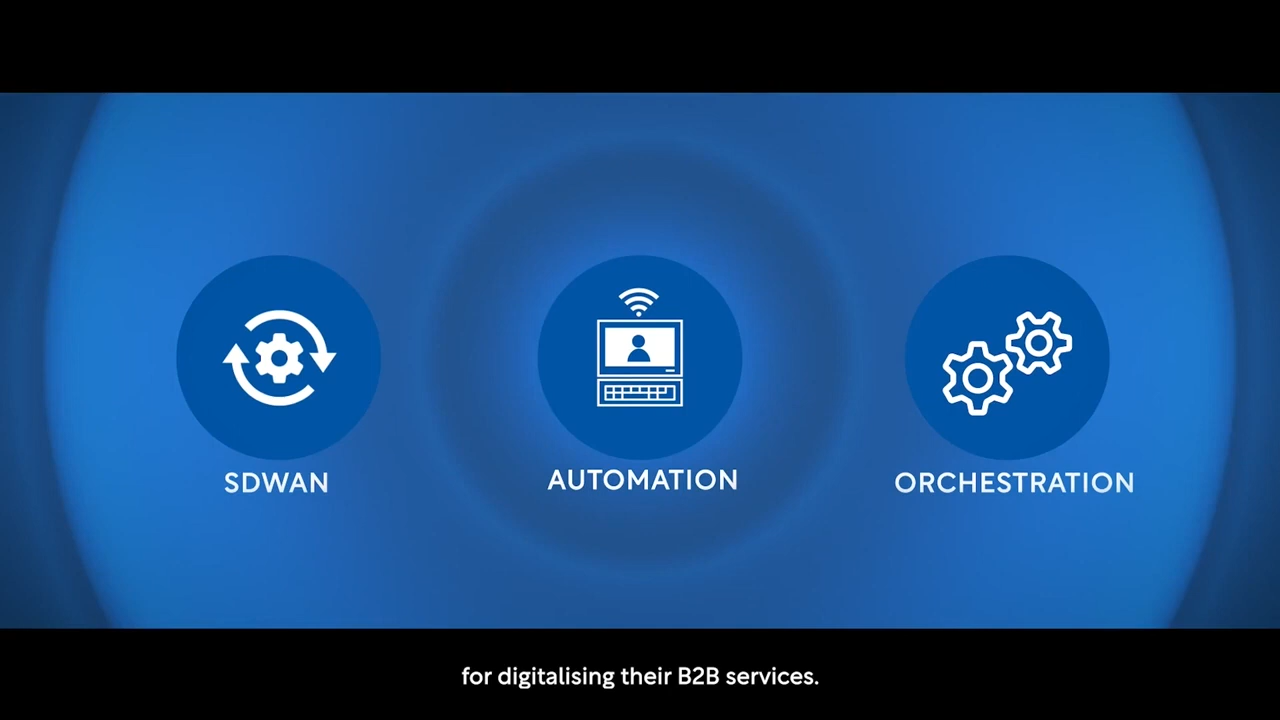 SDWAN
AUTOMATION
ORCHESTRATION
for digitalising their B2B services.